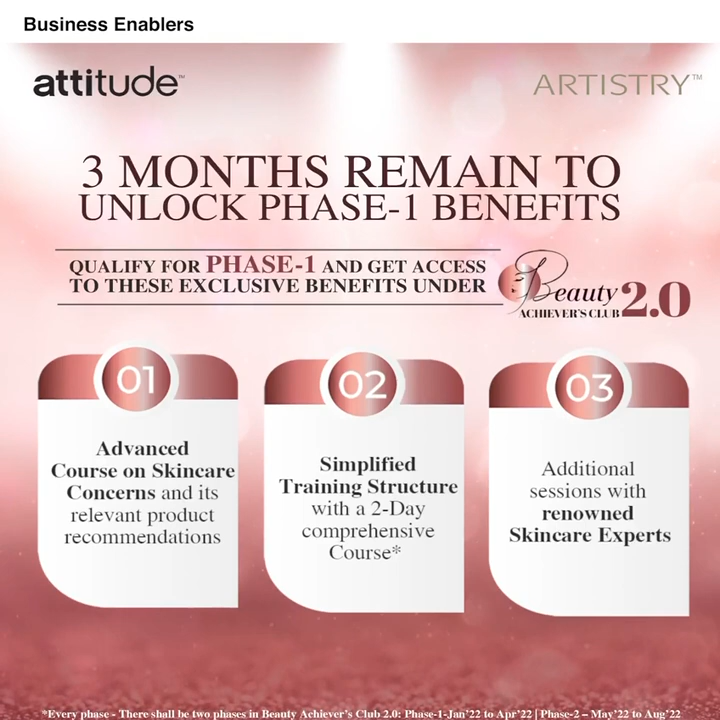 Business Enablers
attitude™
ARTISTRY™
3 MONTHS REMAIN TO
UNLOCK PHASE-1 BENEFITS
QUALIFY FOR PHASE-1 AND GET ACCESS
TO THESE EXCLUSIVE BENEFITS UNDER
Beauty
ACHIEVER'S CLUB 2.0
01
Advanced
Course on Skincare
Concerns and its
relevant product
recommendations
02
Simplified
Training Structure
with a 2-Day
comprehensive
Course*
03
Additional
sessions with
renowned
Skincare Experts
*Every phase - There shall be two phases in Beauty Achiever's Club 2.0: Phase-1-Jan'22 to Apr'22 | Phase-2 – May'22 to Aug'22